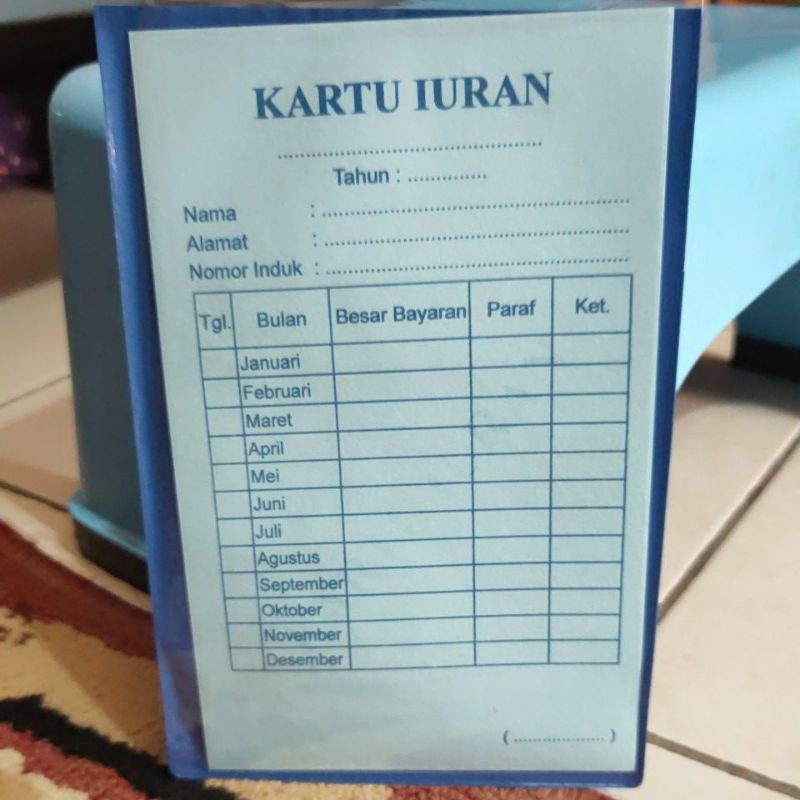 KARTU IURAN
..............................................
Tahun : ..............
Nama : ......................................................
Alamat : ......................................................
Nomor Induk : ......................................................
Tgl. Bulan Besar Bayaran Paraf Ket.
Januari
Februari
Maret
April
Mei
Juni
Juli
Agustus
September
Oktober
November
Desember
( ..................... )